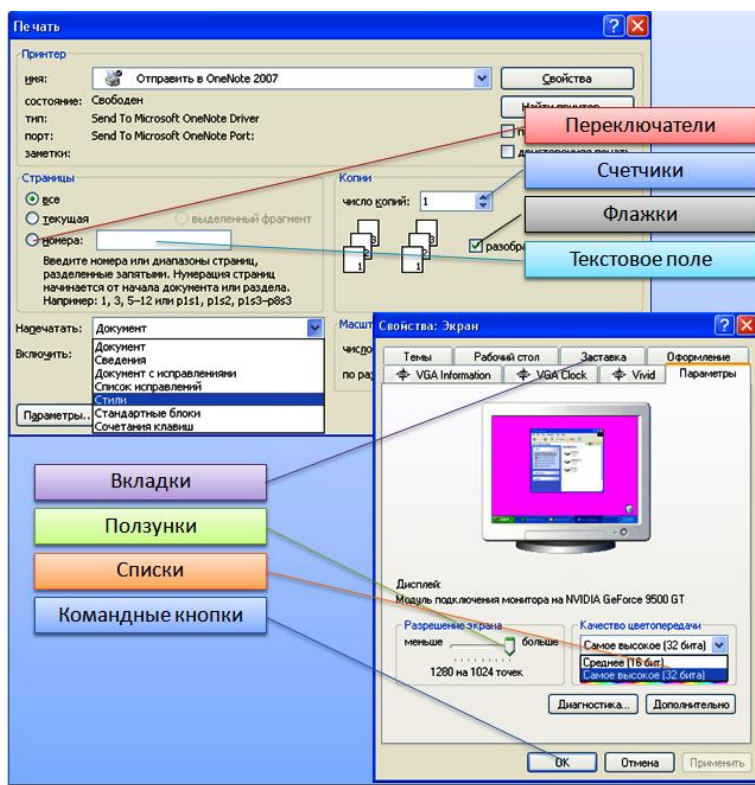 Печать
Принтер
имя: Отправить в OneNote 2007 Свойства
состояние: Свободен
тип: Send To Microsoft OneNote Driver
порт: Send To Microsoft OneNote Port:
заметки:
Переключатели
Счетчики
Флажки
Текстовое поле
Страницы
все
текущая выделенный фрагмент
номера:
Введите номера или диапазоны страниц,
разделенные запятыми. Нумерация страниц
начинается от начала документа или раздела.
Например: 1, 3, 5–12 или p1s1, p1s2, p1s3–p8s3
Копии
число копий: 1
3
2
1
3
2
1
Напечатать: Документ
Включить:
Документ
Сведения
Документ с исправлениями
Список исправлений
Стили
Стандартные блоки
Сочетания клавиш
Параметры..
Свойства: Экран
Темы Рабочий стол Заставка Оформление
VGA Information VGA Clock Vivid Параметры
Вкладки
Ползунки
Списки
Командные кнопки
Дисплей:
Модуль подключения монитора на NVIDIA GeForce 9500 GT
Разрешение экрана
меньше больше
1280 на 1024 точек
Качество цветопередачи
Самое высокое (32 бита)
Среднее (16 бит)
Самое высокое (32 бита)
Диагностика... Дополнительно
OK Отмена Применить